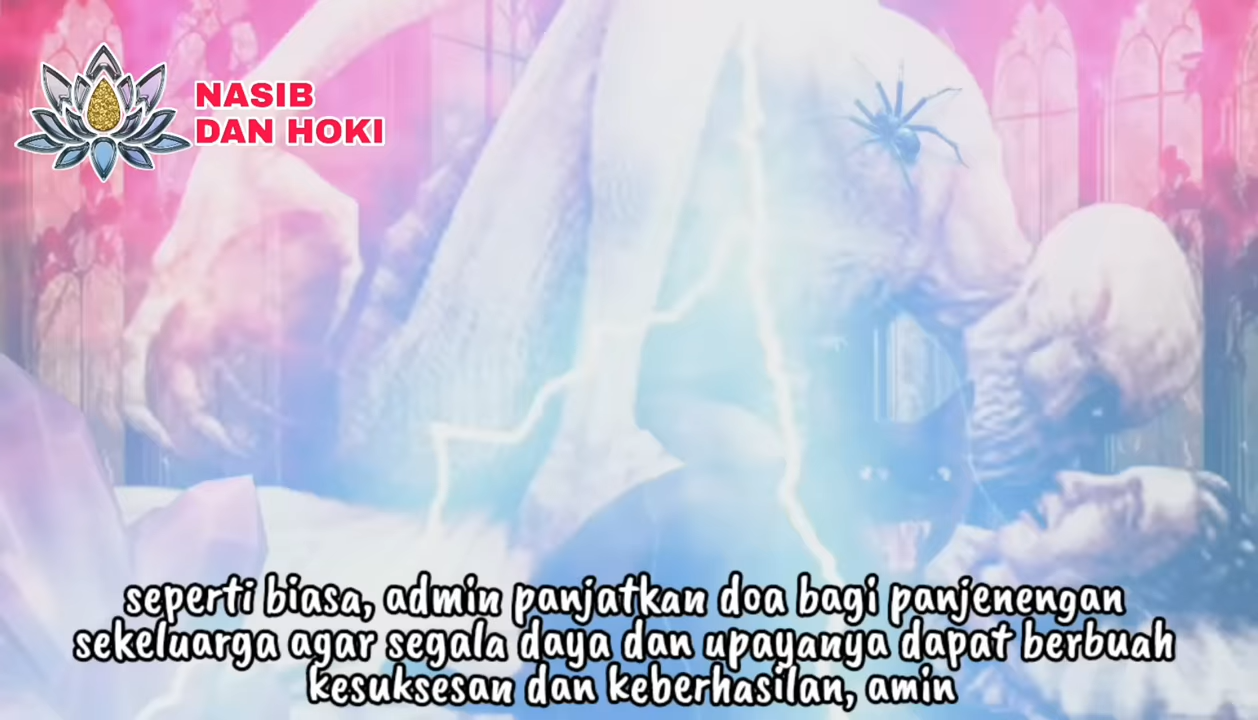 NASIB
DAN HOKI
seperti biasa, admin panjatkan doa bagi panjenengan
sekeluarga agar segala daya dan upayanya dapat berbuah
kesuksesan dan keberhasilan, amin